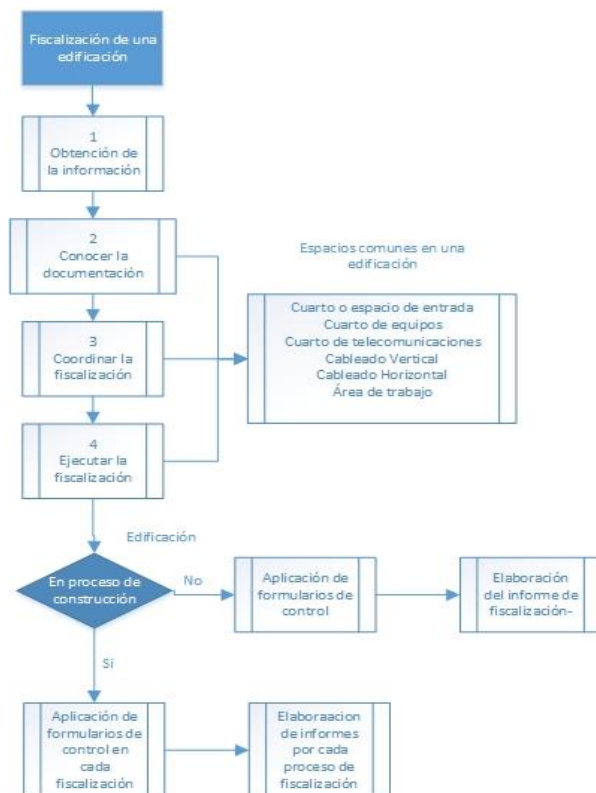 Fiscalización de una
edificación
1
Obtención de
la información
2
Conocer la
documentación
Espacios comunes en una
edificación
Cuarto o espacio de entrada
Cuarto de equipos
Cuarto de telecomunicaciones
Cableado Vertical
Cableado Horizontal
Área de trabajo
3
Coordinar la
fiscalización
4
Ejecutar la
fiscalización
Edificación
En proceso de
construcción
No
Aplicación de
formularios de
control
Elaboración
del informe de
fiscalización-
Si
Aplicación de
formularios de
control en
cada
fiscalización
Elaboraacion
de informes
por cada
proceso de
fiscalización